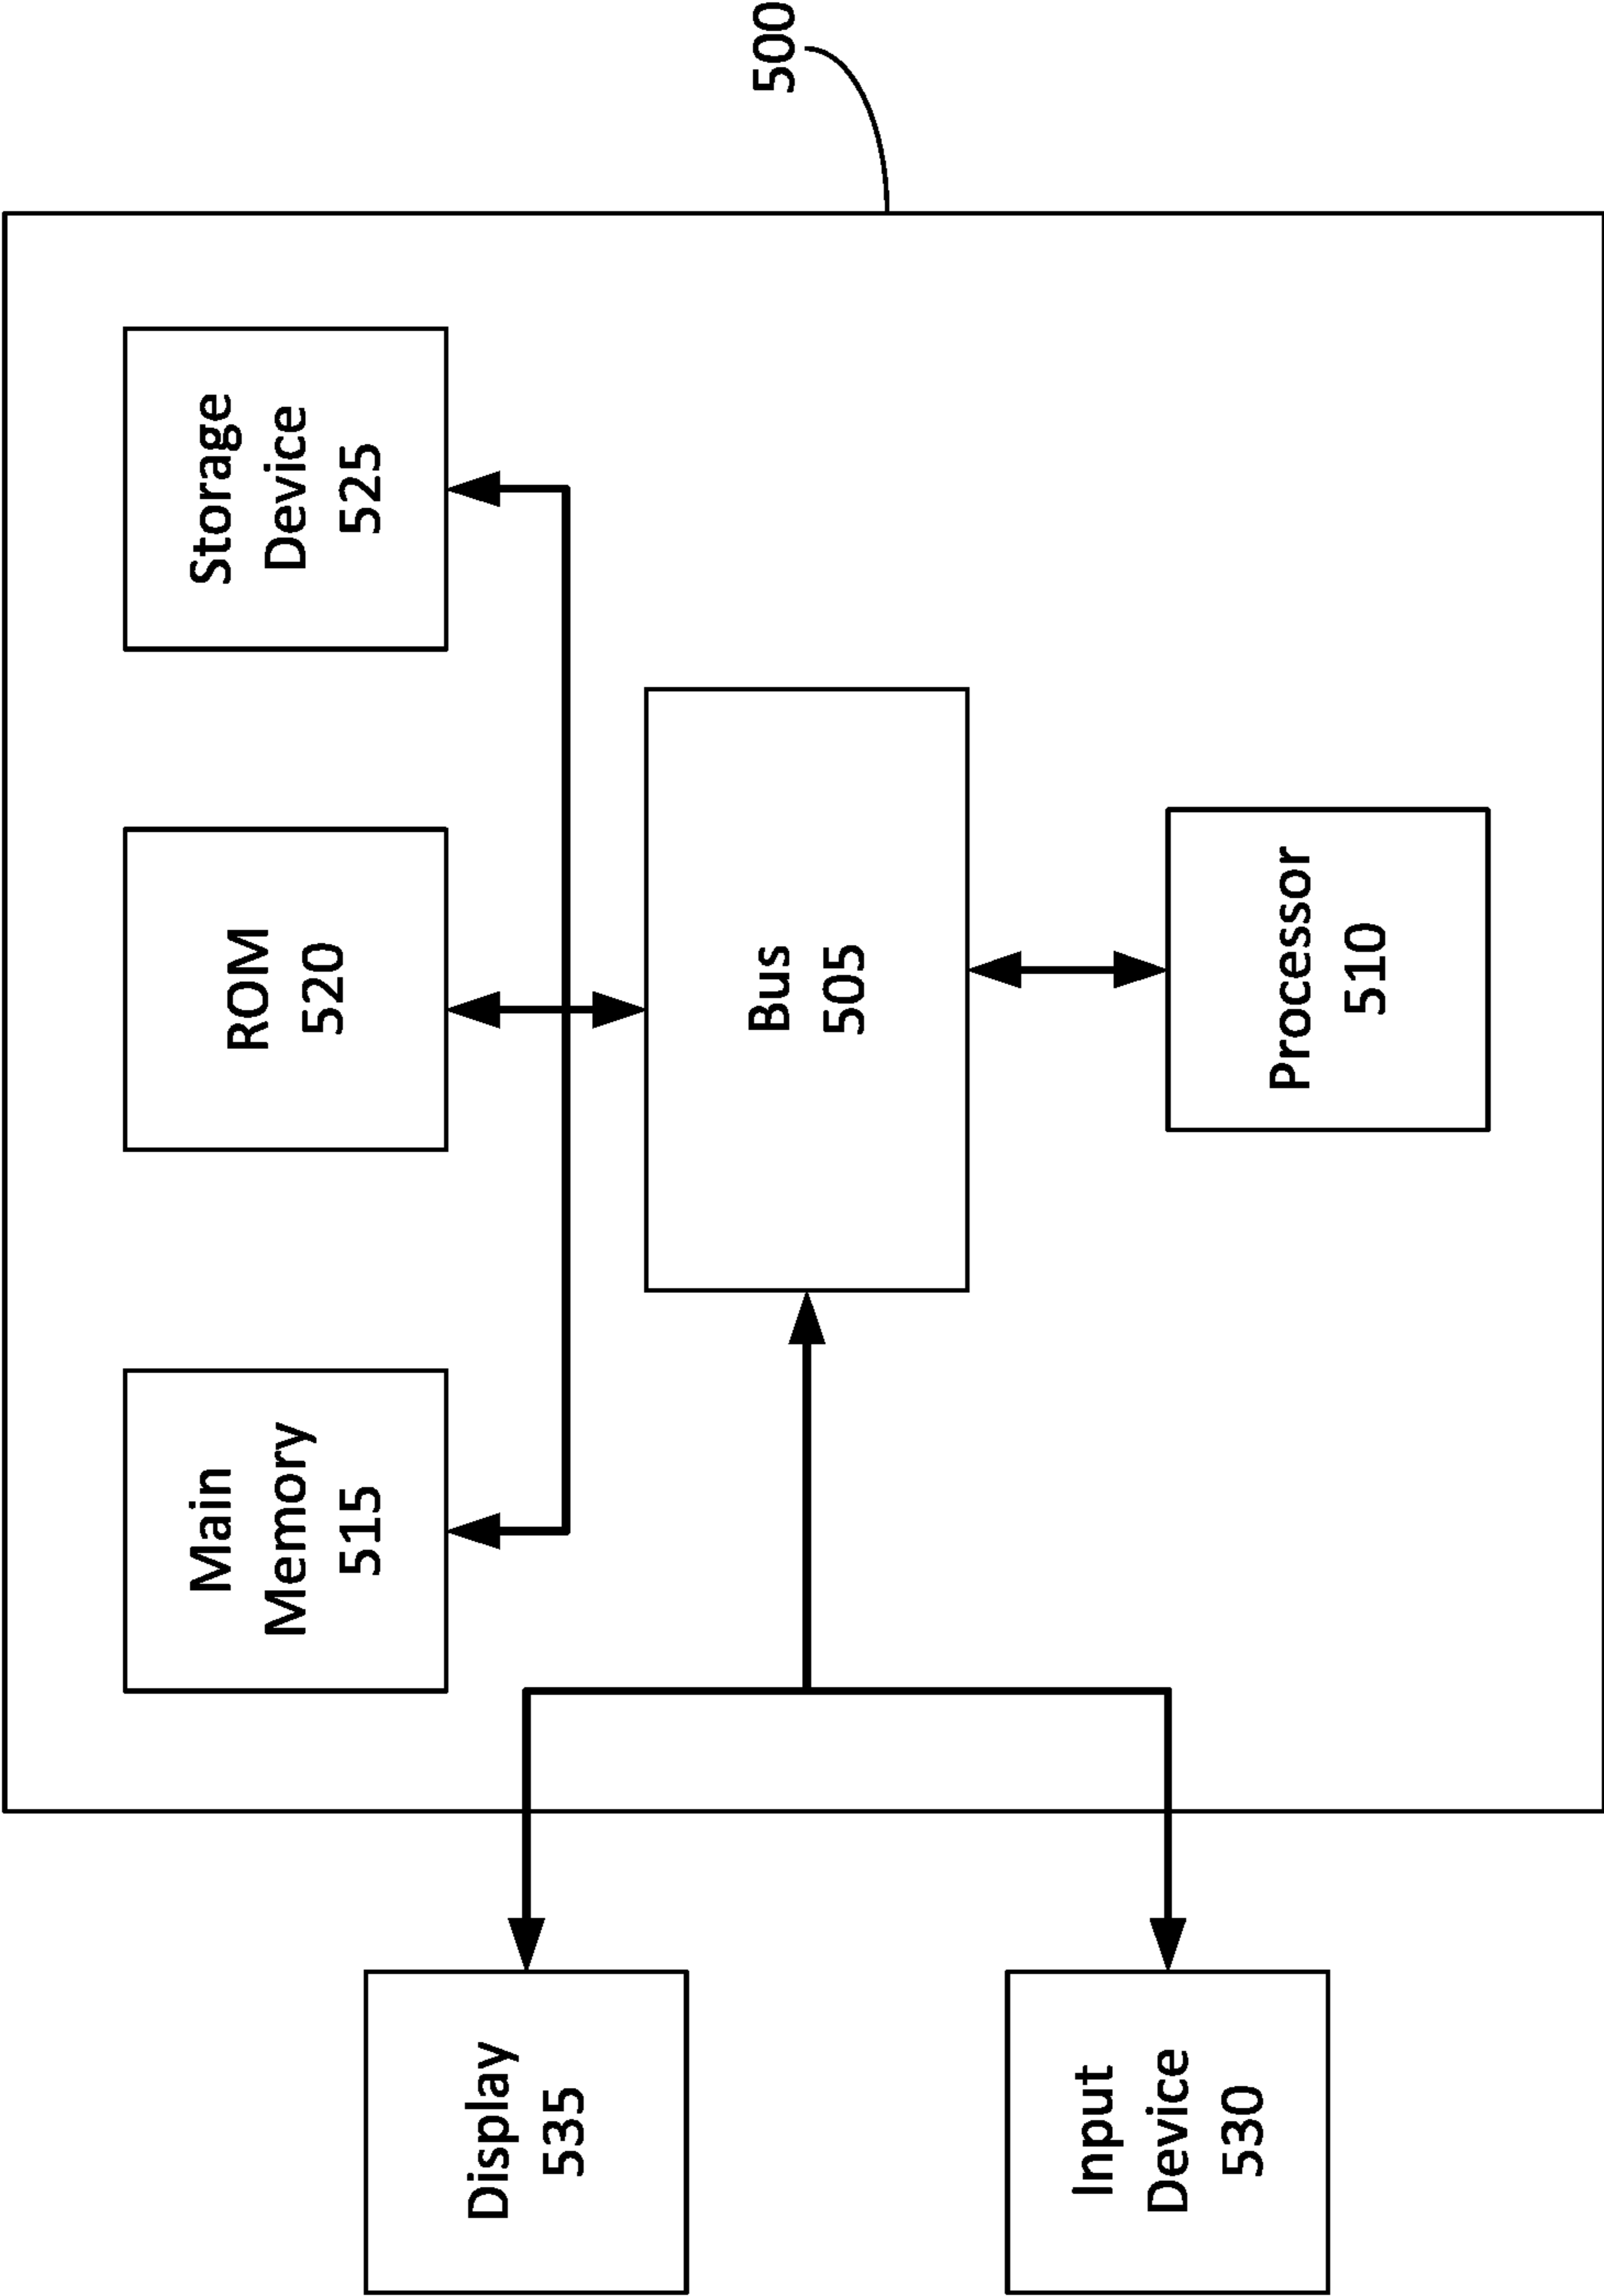 500
Main
Memory
515
ROM
520
Storage
Device
525
Display
535
Bus
505
Input
Device
530
Processor
510